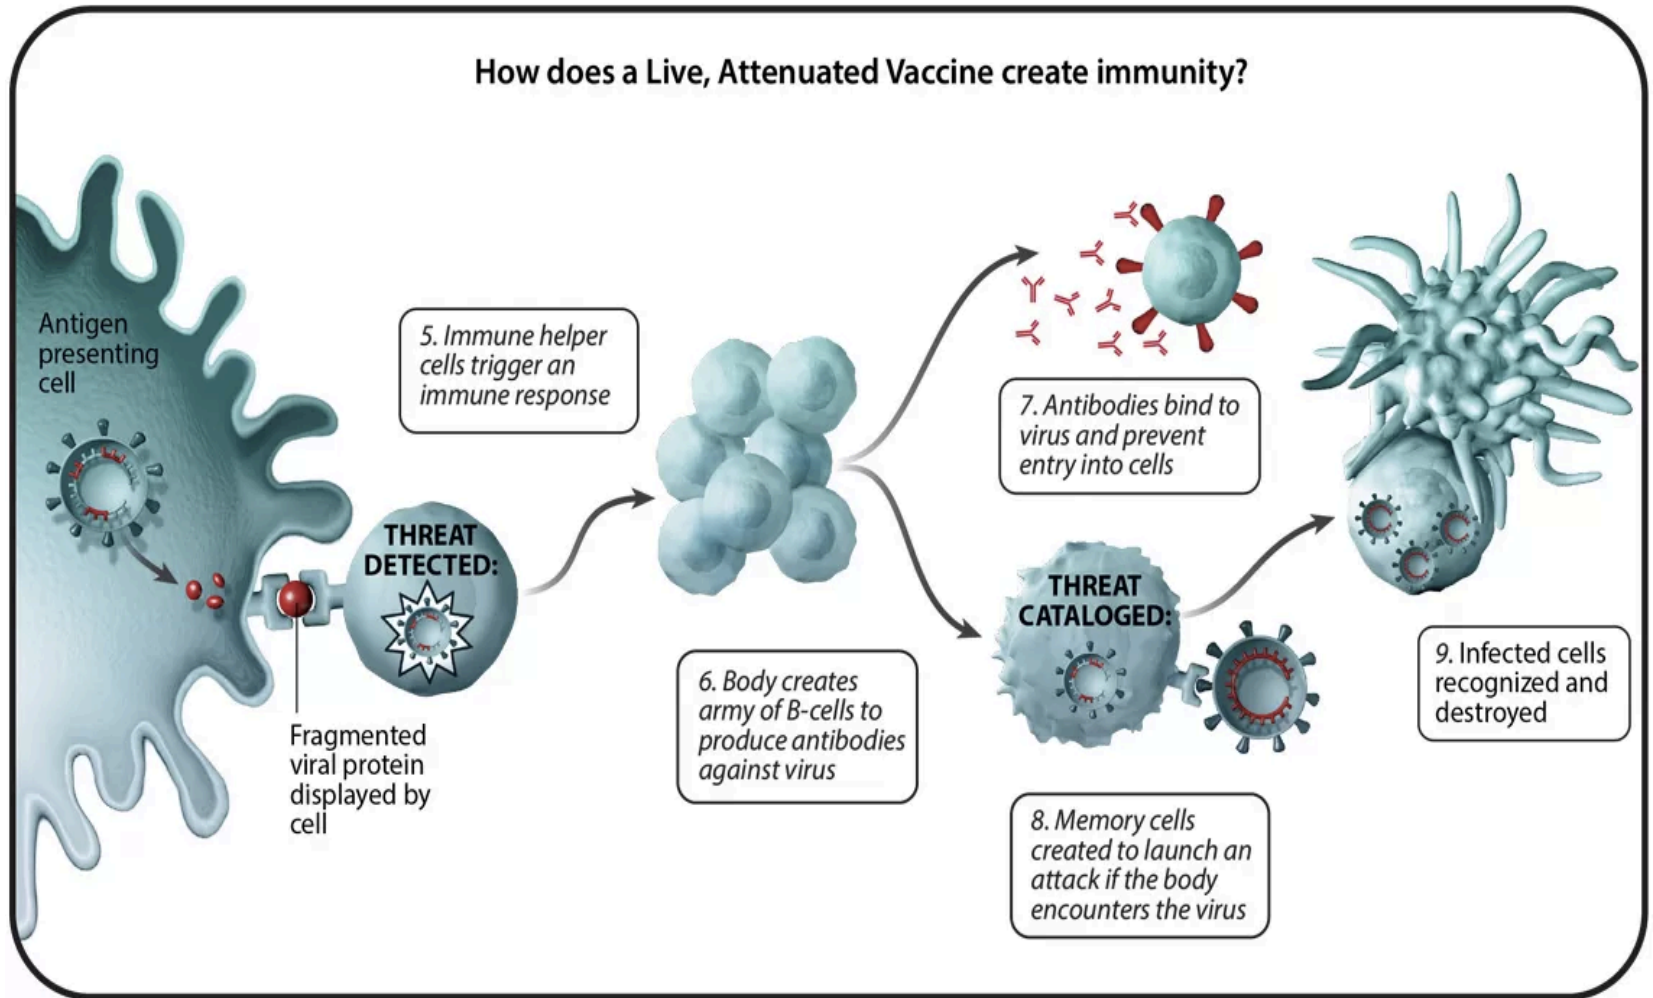 How does a Live, Attenuated Vaccine create immunity?
Antigen
presenting
cell
THREAT
DETECTED:
Fragmented
viral protein
displayed by
cell
5. Immune helper
cells trigger an
immune response
6. Body creates
army of B-cells to
produce antibodies
against virus
7. Antibodies bind to
virus and prevent
entry into cells
THREAT
CATALOGED:
8. Memory cells
created to launch an
attack if the body
encounters the virus
9. Infected cells
recognized and
destroyed